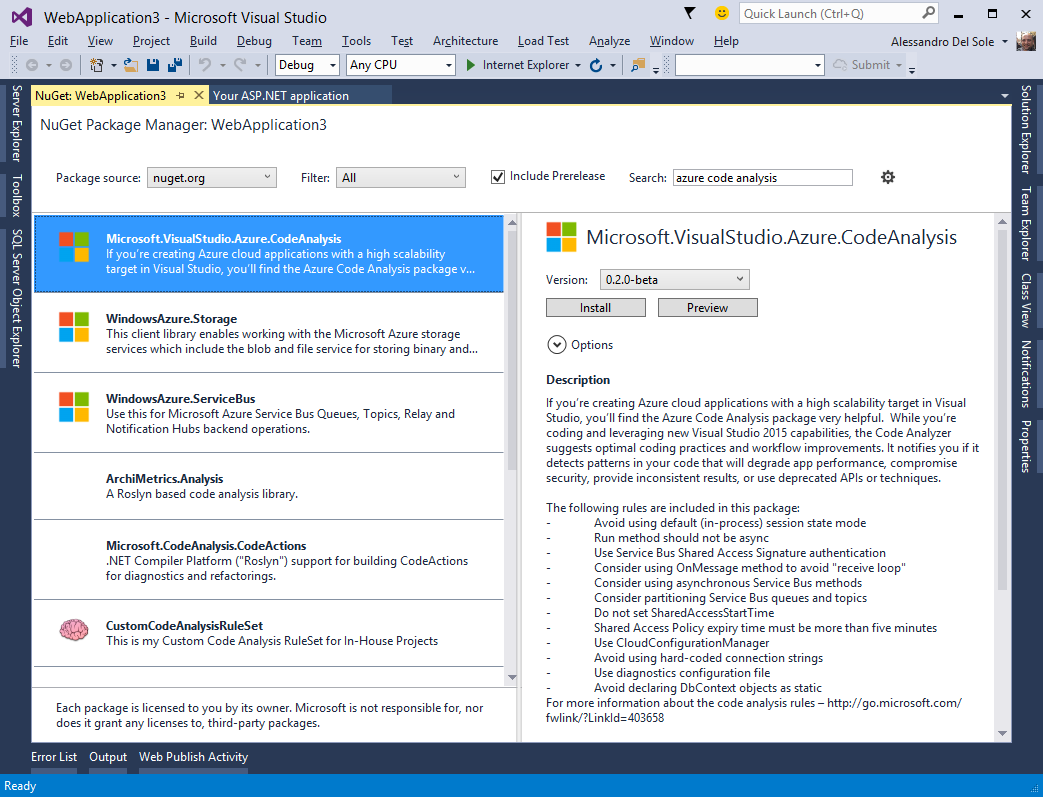 WebApplication3 - Microsoft Visual Studio
Quick Launch (Ctrl+Q)
File Edit View Project Build Debug Team Tools Test Architecture Load Test Analyze Window Help
Alessandro Del Sole
Debug Any CPU Internet Explorer Submit
Server Explorer
Toolbox
SQL Server Object Explorer
NuGet: WebApplication3
Your ASP.NET application
NuGet Package Manager: WebApplication3
Package source: nuget.org Filter: All Include Prerelease Search: azure code analysis
Microsoft.VisualStudio.Azure.CodeAnalysis
If you're creating Azure cloud applications with a high scalability
target in Visual Studio, you'll find the Azure Code Analysis package v...
WindowsAzure.Storage
This client library enables working with the Microsoft Azure storage
services which include the blob and file service for storing binary and...
WindowsAzure.ServiceBus
Use this for Microsoft Azure Service Bus Queues, Topics, Relay and
Notification Hubs backend operations.
ArchiMetrics.Analysis
A Roslyn based code analysis library.
Microsoft.CodeAnalysis.CodeActions
.NET Compiler Platform ("Roslyn") support for building CodeActions
for diagnostics and refactorings.
CustomCodeAnalysisRuleSet
This is my Custom Code Analysis RuleSet for In-House Projects
Each package is licensed to you by its owner. Microsoft is not responsible for, nor
does it grant any licenses to, third-party packages.
Microsoft.VisualStudio.Azure.CodeAnalysis
Version: 0.2.0-beta
Install Preview
Options
Description
If you're creating Azure cloud applications with a high scalability target in Visual
Studio, you'll find the Azure Code Analysis package very helpful. While you're
coding and leveraging new Visual Studio 2015 capabilities, the Code Analyzer
suggests optimal coding practices and workflow improvements. It notifies you if it
detects patterns in your code that will degrade app performance, compromise
security, provide inconsistent results, or use deprecated APIs or techniques.
The following rules are included in this package:
- Avoid using default (in-process) session state mode
- Run method should not be async
- Use Service Bus Shared Access Signature authentication
- Consider using OnMessage method to avoid "receive loop"
- Consider using asynchronous Service Bus methods
- Consider partitioning Service Bus queues and topics
- Do not set SharedAccessStartTime
- Shared Access Policy expiry time must be more than five minutes
- Use CloudConfigurationManager
- Avoid using hard-coded connection strings
- Use diagnostics configuration file
- Avoid declaring DbContext objects as static
For more information about the code analysis rules – http://go.microsoft.com/
fwlink/?LinkId=403658
Solution Explorer
Team Explorer
Class View
Notifications
Properties
Error List Output Web Publish Activity
Ready